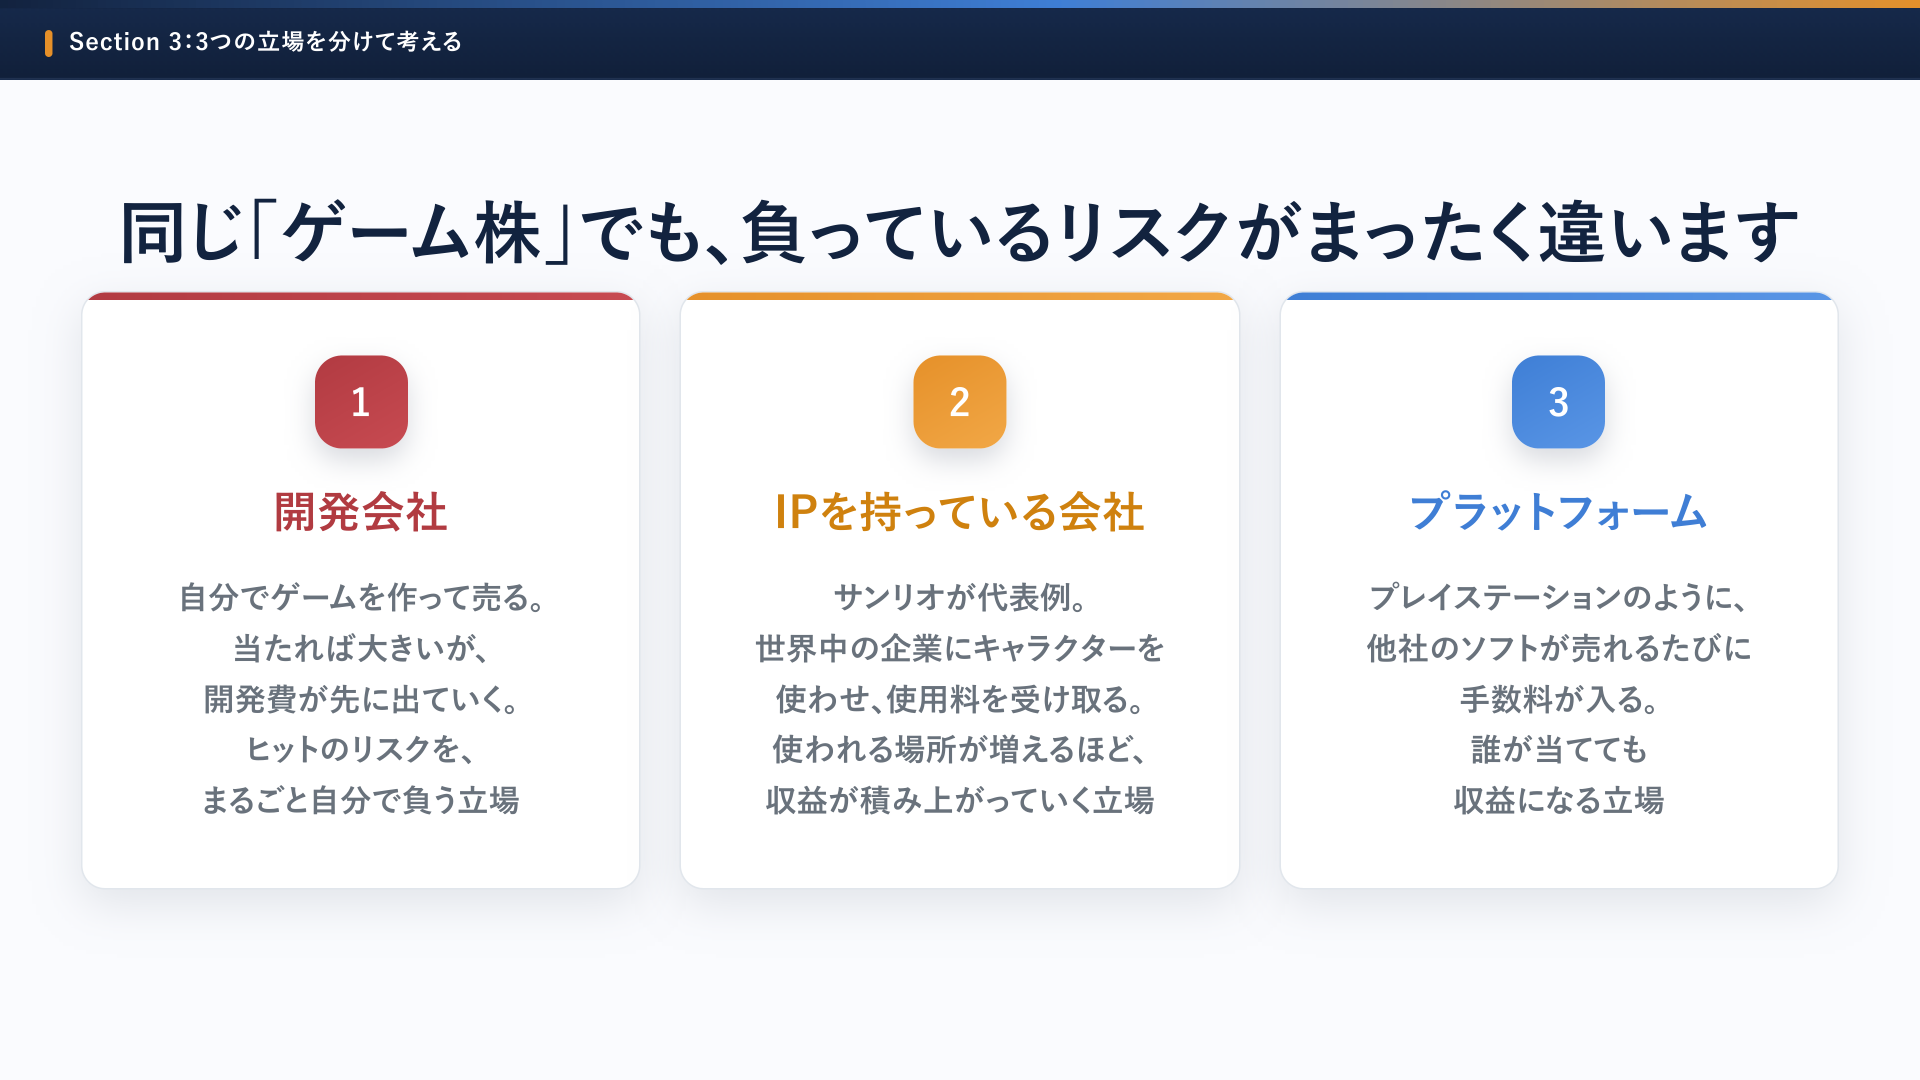 Section 3：3つの立場を分けて考える
同じ「ゲーム株」でも、負っているリスクがまったく違います
1
開発会社
自分でゲームを作って売る。
当たれば大きいが、
開発費が先に出ていく。
ヒットのリスクを、
まるごと自分で負う立場
2
IPを持っている会社
サンリオが代表例。
世界中の企業にキャラクターを
使わせ、使用料を受け取る。
使われる場所が増えるほど、
収益が積み上がっていく立場
3
プラットフォーム
プレイステーションのように、
他社のソフトが売れるたびに
手数料が入る。
誰が当てても
収益になる立場